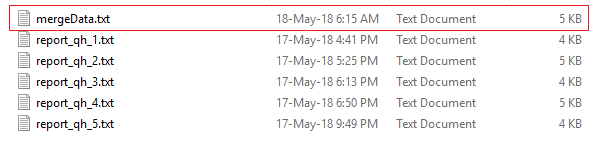 mergeData.txt 18-May-18 6:15 AM Text Document 5 KB
report_qh_1.txt 17-May-18 4:41 PM Text Document 4 KB
report_qh_2.txt 17-May-18 5:25 PM Text Document 5 KB
report_qh_3.txt 17-May-18 6:13 PM Text Document 4 KB
report_qh_4.txt 17-May-18 6:50 PM Text Document 5 KB
report_qh_5.txt 17-May-18 9:49 PM Text Document 4 KB